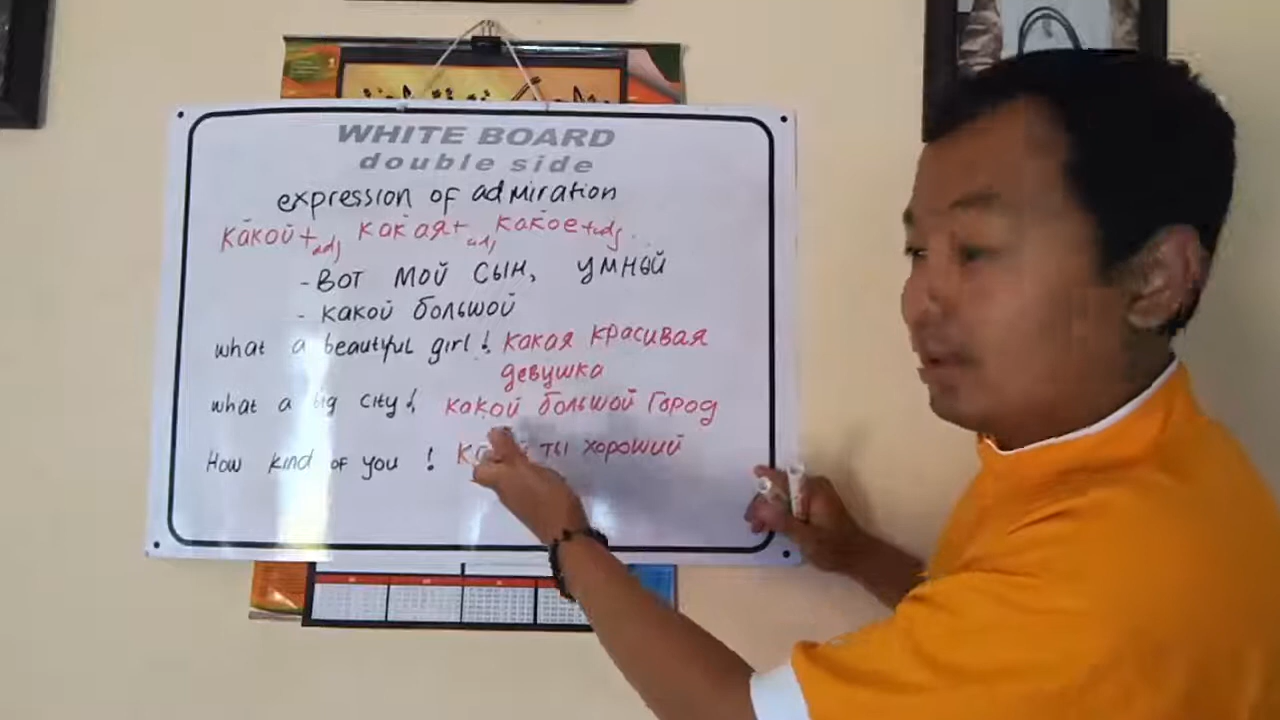 WHITE BOARD
double side
expression of admiration
какой+adj какая+adj какое+adj.
- Вот мой сын, умный
- какой большой
what a beautiful girl! какая красивая
девушка
what a big city! какой большой город
How kind of you ! ты хороший